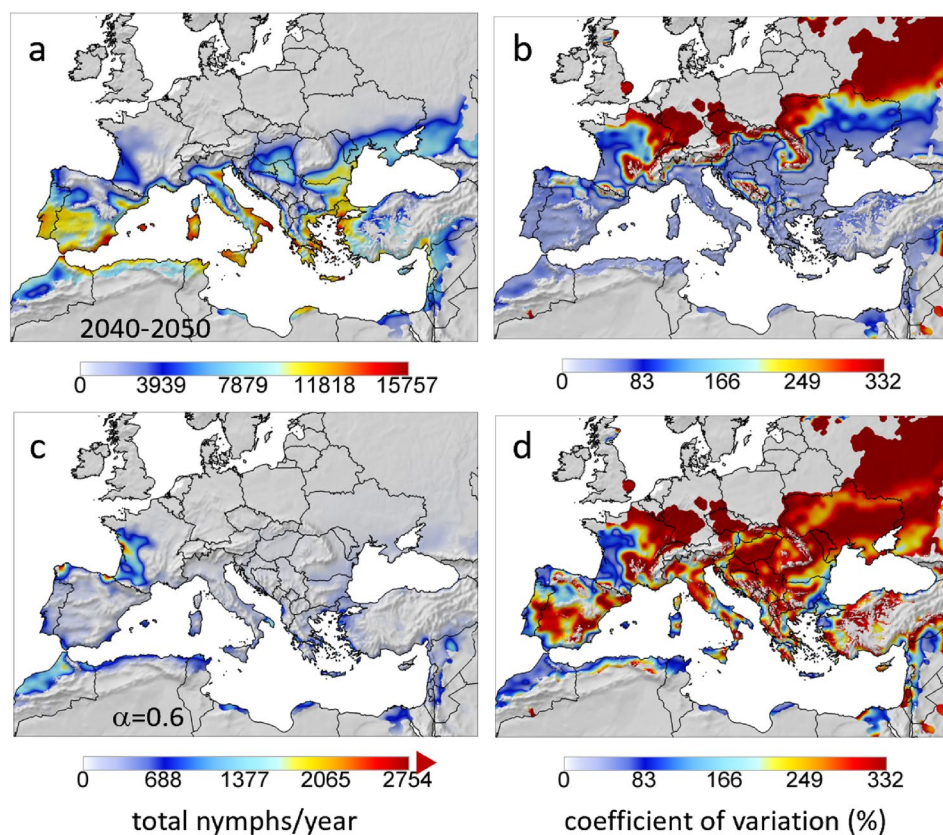 a
b
2040-2050
0 3939 7879 11818 15757
0 83 166 249 332
c
d
α=0.6
0 688 1377 2065 2754
0 83 166 249 332
total nymphs/year
coefficient of variation (%)